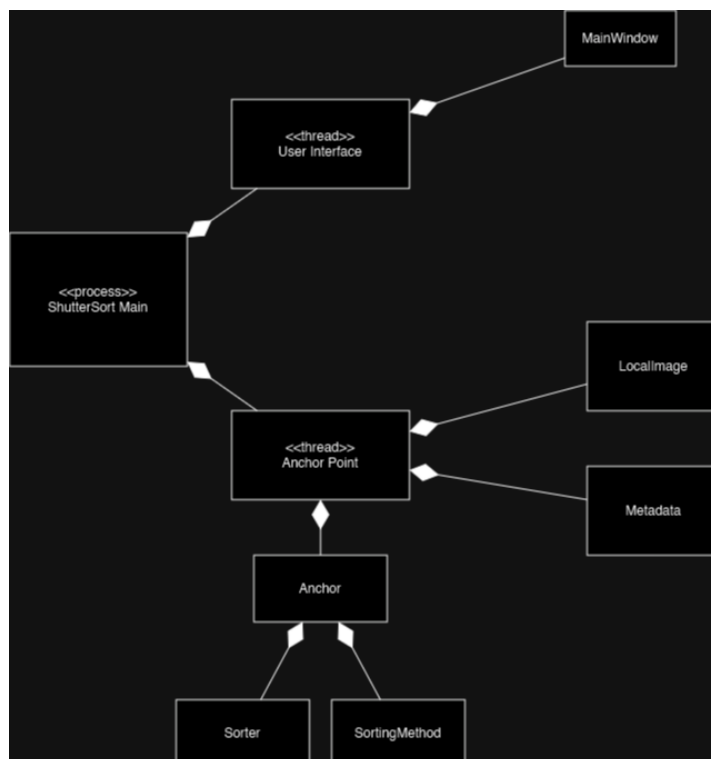 MainWindow
<<thread>>
User Interface
<<process>>
ShutterSort Main
LocalImage
<<thread>>
Anchor Point
Metadata
Anchor
Sorter
SortingMethod